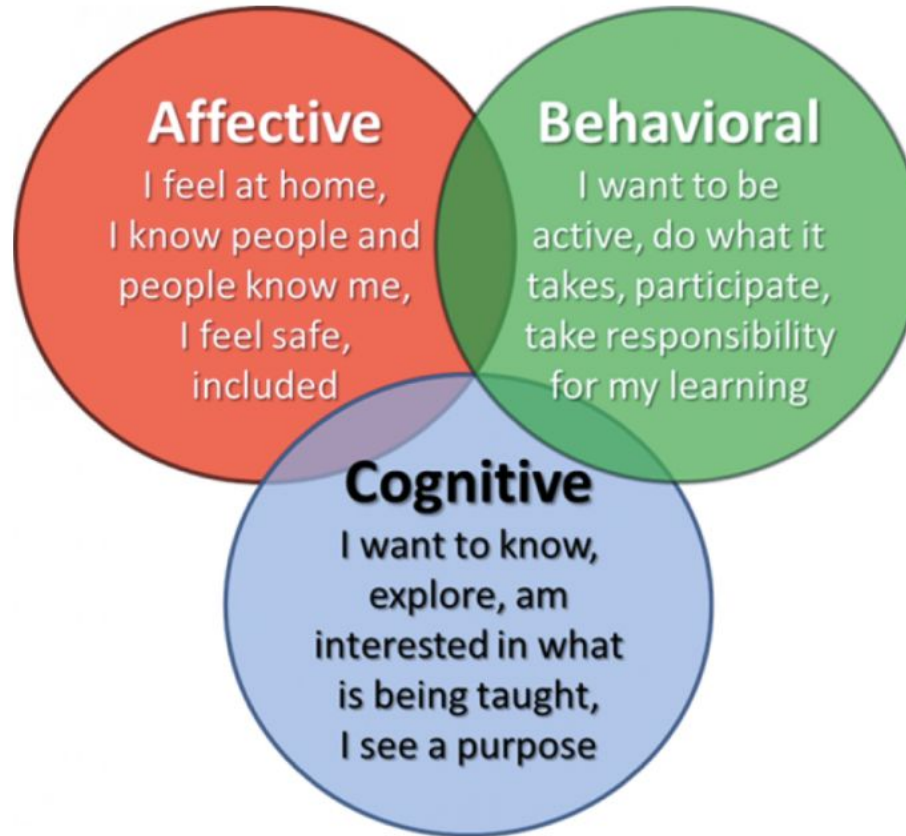 Affective
I feel at home,
I know people and
people know me,
I feel safe,
included
Behavioral
I want to be
active, do what it
takes, participate,
take responsibility
for my learning
Cognitive
I want to know,
explore, am
interested in what
is being taught,
I see a purpose